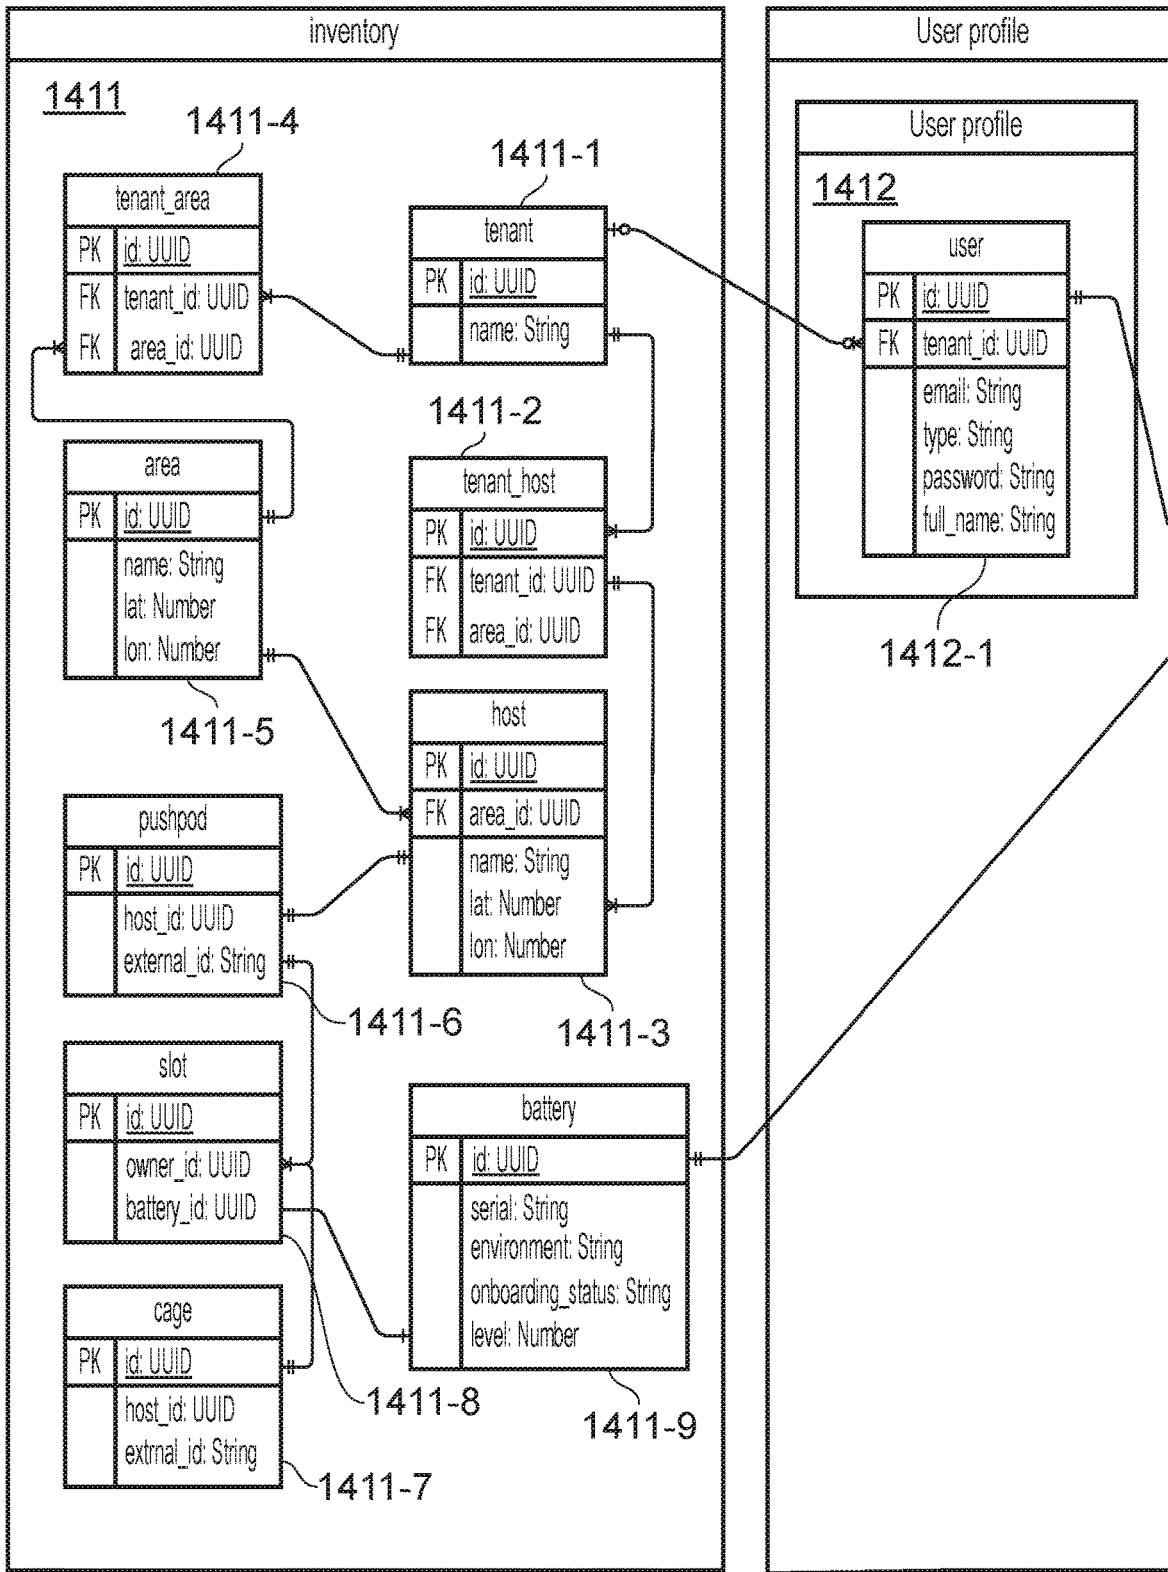 inventory
1411
1411-4
tenant_area
PK id: UUID
FK tenant_id: UUID
FK area_id: UUID
1411-1
tenant
PK id: UUID
name: String
area
PK id: UUID
name: String
lat: Number
lon: Number
1411-5
1411-2
tenant_host
PK id: UUID
FK tenant_id: UUID
FK area_id: UUID
host
PK id: UUID
FK area_id: UUID
name: String
lat: Number
lon: Number
1411-3
pushpod
PK id: UUID
host_id: UUID
external_id: String
1411-6
slot
PK id: UUID
owner_id: UUID
battery_id: UUID
1411-8
battery
PK id: UUID
serial: String
environment: String
onboarding_status: String
level: Number
1411-9
cage
PK id: UUID
host_id: UUID
extrnal_id: String
1411-7
User profile
User profile
1412
user
PK id: UUID
FK tenant_id: UUID
email: String
type: String
password: String
full_name: String
1412-1